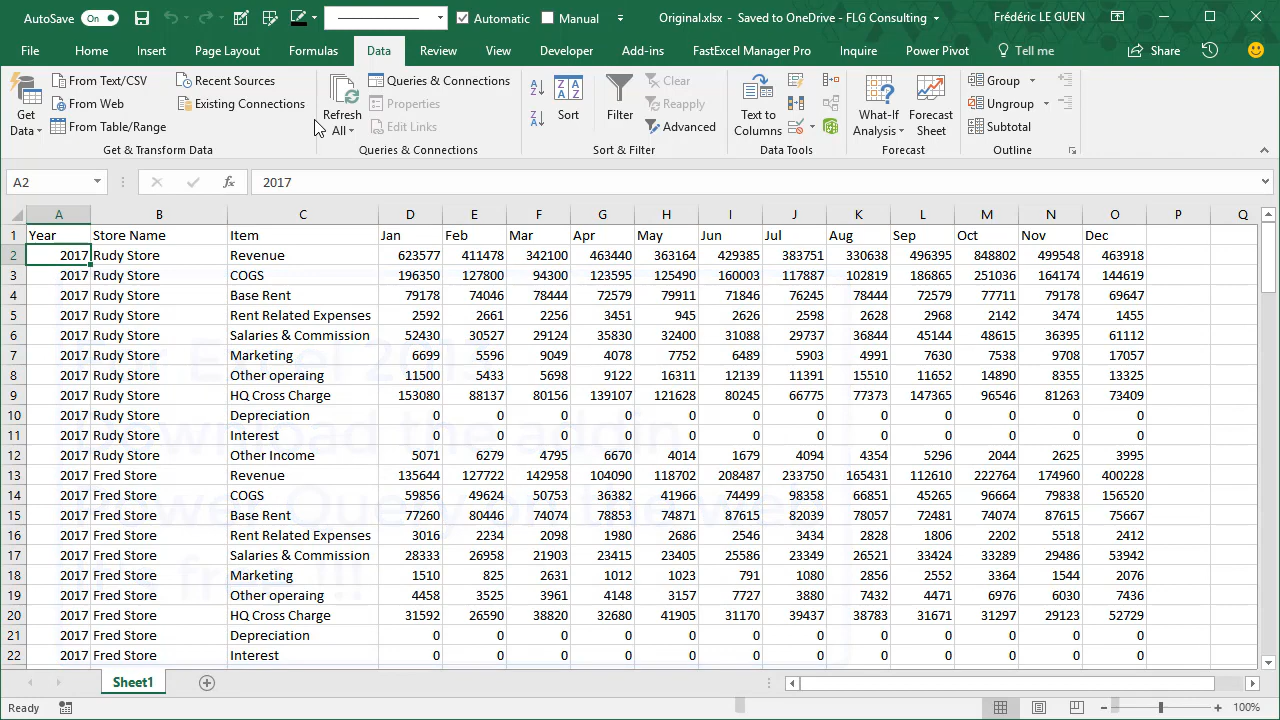 AutoSave On Automatic Manual Original.xlsx - Saved to OneDrive - FLG Consulting Frédéric LE GUEN
File Home Insert Page Layout Formulas Data Review View Developer Add-ins FastExcel Manager Pro Inquire Power Pivot Tell me Share
From Text/CSV Recent Sources Queries & Connections Clear Group
Get Data From Web Existing Connections Refresh All Properties Sort Filter Reapply Text to Columns What-If Analysis Forecast Sheet Ungroup
From Table/Range Edit Links Advanced Subtotal
Get & Transform Data Queries & Connections Sort & Filter Data Tools Forecast Outline
A2 fx 2017
A B C D E F G H I J K L M N O P Q
1 Year Store Name Item Jan Feb Mar Apr May Jun Jul Aug Sep Oct Nov Dec
2 2017 Rudy Store Revenue 623577 411478 342100 463440 363164 429385 383751 330638 496395 848802 499548 463918
3 2017 Rudy Store COGS 196350 127800 94300 123595 125490 160003 117887 102819 186865 251036 164174 144619
4 2017 Rudy Store Base Rent 79178 74046 78444 72579 79911 71846 76245 78444 72579 77711 79178 69647
5 2017 Rudy Store Rent Related Expenses 2592 2661 2256 3451 945 2626 2598 2628 2968 2142 3474 1455
6 2017 Rudy Store Salaries & Commission 52430 30527 29124 35830 32400 31088 29737 36844 45144 48615 36395 61112
7 2017 Rudy Store Marketing 6699 5596 9049 4078 7752 6489 5903 4991 7630 7538 9708 17057
8 2017 Rudy Store Other operaing 11500 5433 5698 9122 16311 12139 11391 15510 11652 14890 8355 13325
9 2017 Rudy Store HQ Cross Charge 153080 88137 80156 139107 121628 80245 66775 77373 147365 96546 81263 73409
10 2017 Rudy Store Depreciation 0 0 0 0 0 0 0 0 0 0 0 0
11 2017 Rudy Store Interest 0 0 0 0 0 0 0 0 0 0 0 0
12 2017 Rudy Store Other Income 5071 6279 4795 6670 4014 1679 4094 4354 5296 2044 2625 3995
13 2017 Fred Store Revenue 135644 127722 142958 104090 118702 208487 233750 165431 112610 222764 174960 400228
14 2017 Fred Store COGS 59856 49624 50753 36382 41966 74499 98358 66851 45265 96664 79838 156520
15 2017 Fred Store Base Rent 77260 80446 74074 78853 74871 87615 82039 78057 72481 74074 87615 75667
16 2017 Fred Store Rent Related Expenses 3016 2234 2098 1980 2686 2546 3434 2828 1806 2202 5518 2412
17 2017 Fred Store Salaries & Commission 28333 26958 21903 23415 23405 25586 23349 26521 33424 33289 29486 53942
18 2017 Fred Store Marketing 1510 825 2631 1012 1023 791 1080 2856 2552 3364 1544 2076
19 2017 Fred Store Other operaing 4458 3525 3961 4148 3157 7727 3880 7432 4471 6976 6030 7436
20 2017 Fred Store HQ Cross Charge 31592 26590 38820 32680 41905 31170 39437 38783 31671 31297 29123 52729
21 2017 Fred Store Depreciation 0 0 0 0 0 0 0 0 0 0 0 0
22 2017 Fred Store Interest 0 0 0 0 0 0 0 0 0 0 0 0
Sheet1
Ready 100%